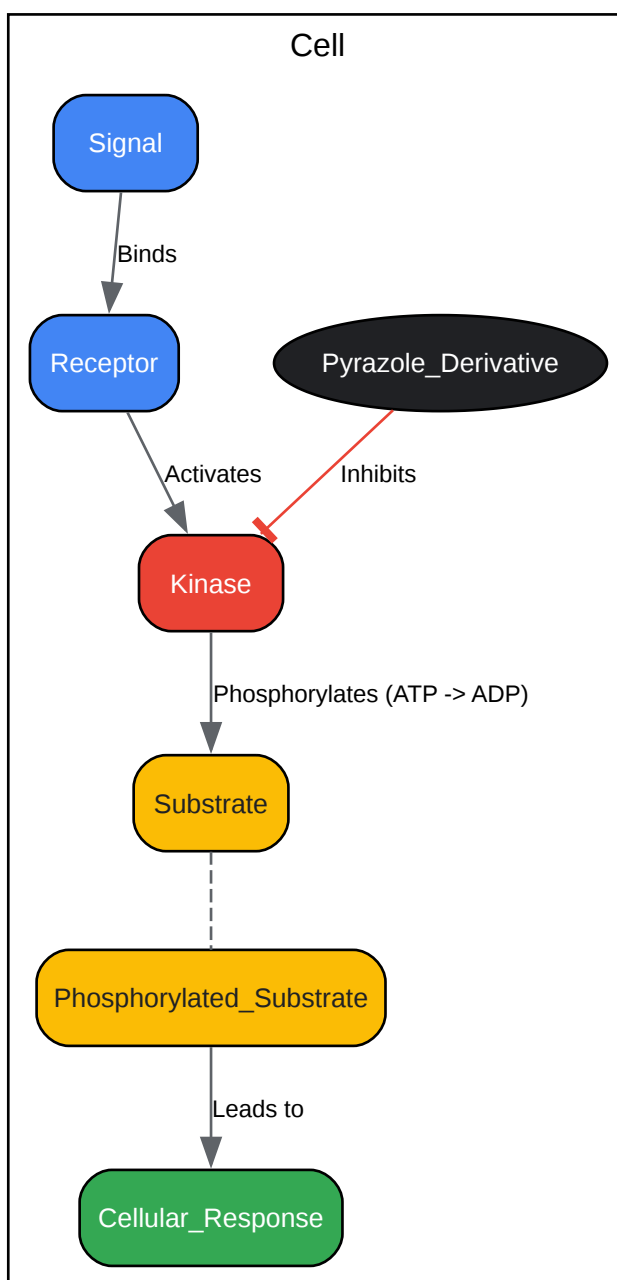 Cell
Signal
Binds
Receptor
Pyrazole_Derivative
Activates
Inhibits
Kinase
Phosphorylates (ATP -> ADP)
Substrate
Phosphorylated_Substrate
Leads to
Cellular_Response